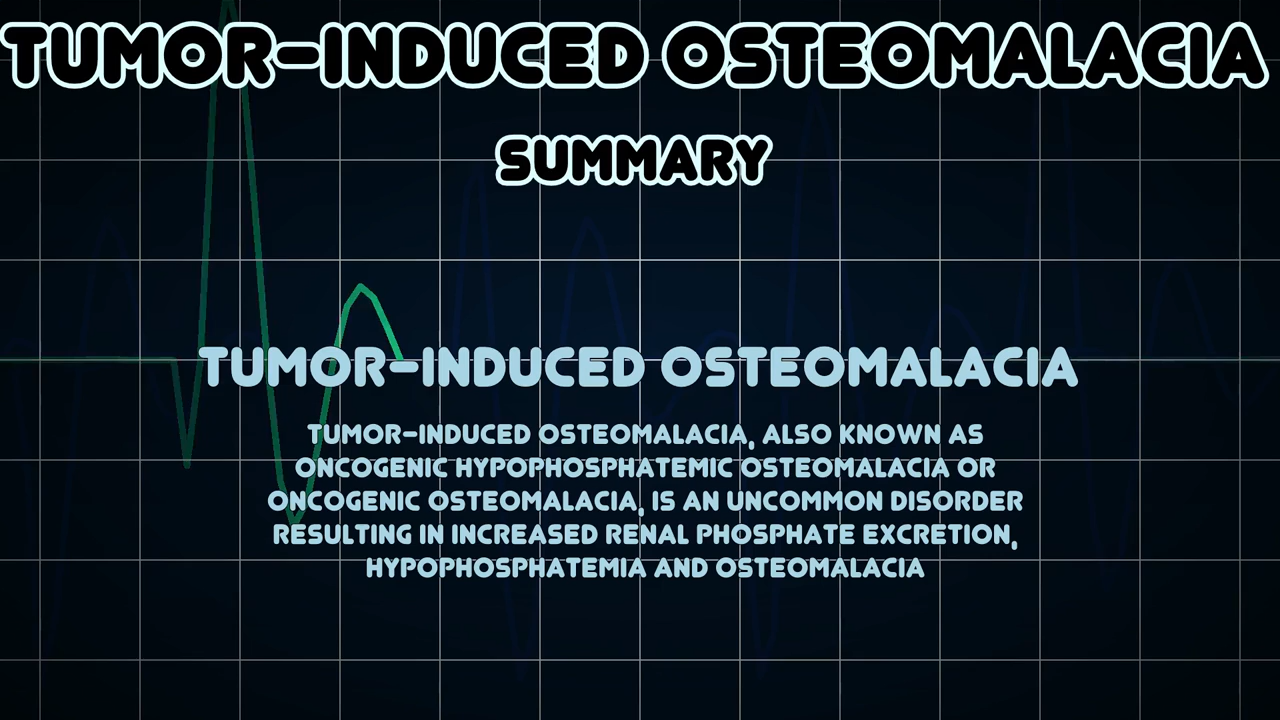 TUMOR-INDUCED OSTEOMALACIA
SUMMARY
TUMOR-INDUCED OSTEOMALACIA
TUMOR-INDUCED OSTEOMALACIA, ALSO KNOWN AS
ONCOGENIC HYPOPHOSPHATEMIC OSTEOMALACIA OR
ONCOGENIC OSTEOMALACIA, IS AN UNCOMMON DISORDER
RESULTING IN INCREASED RENAL PHOSPHATE EXCRETION,
HYPOPHOSPHATEMIA AND OSTEOMALACIA